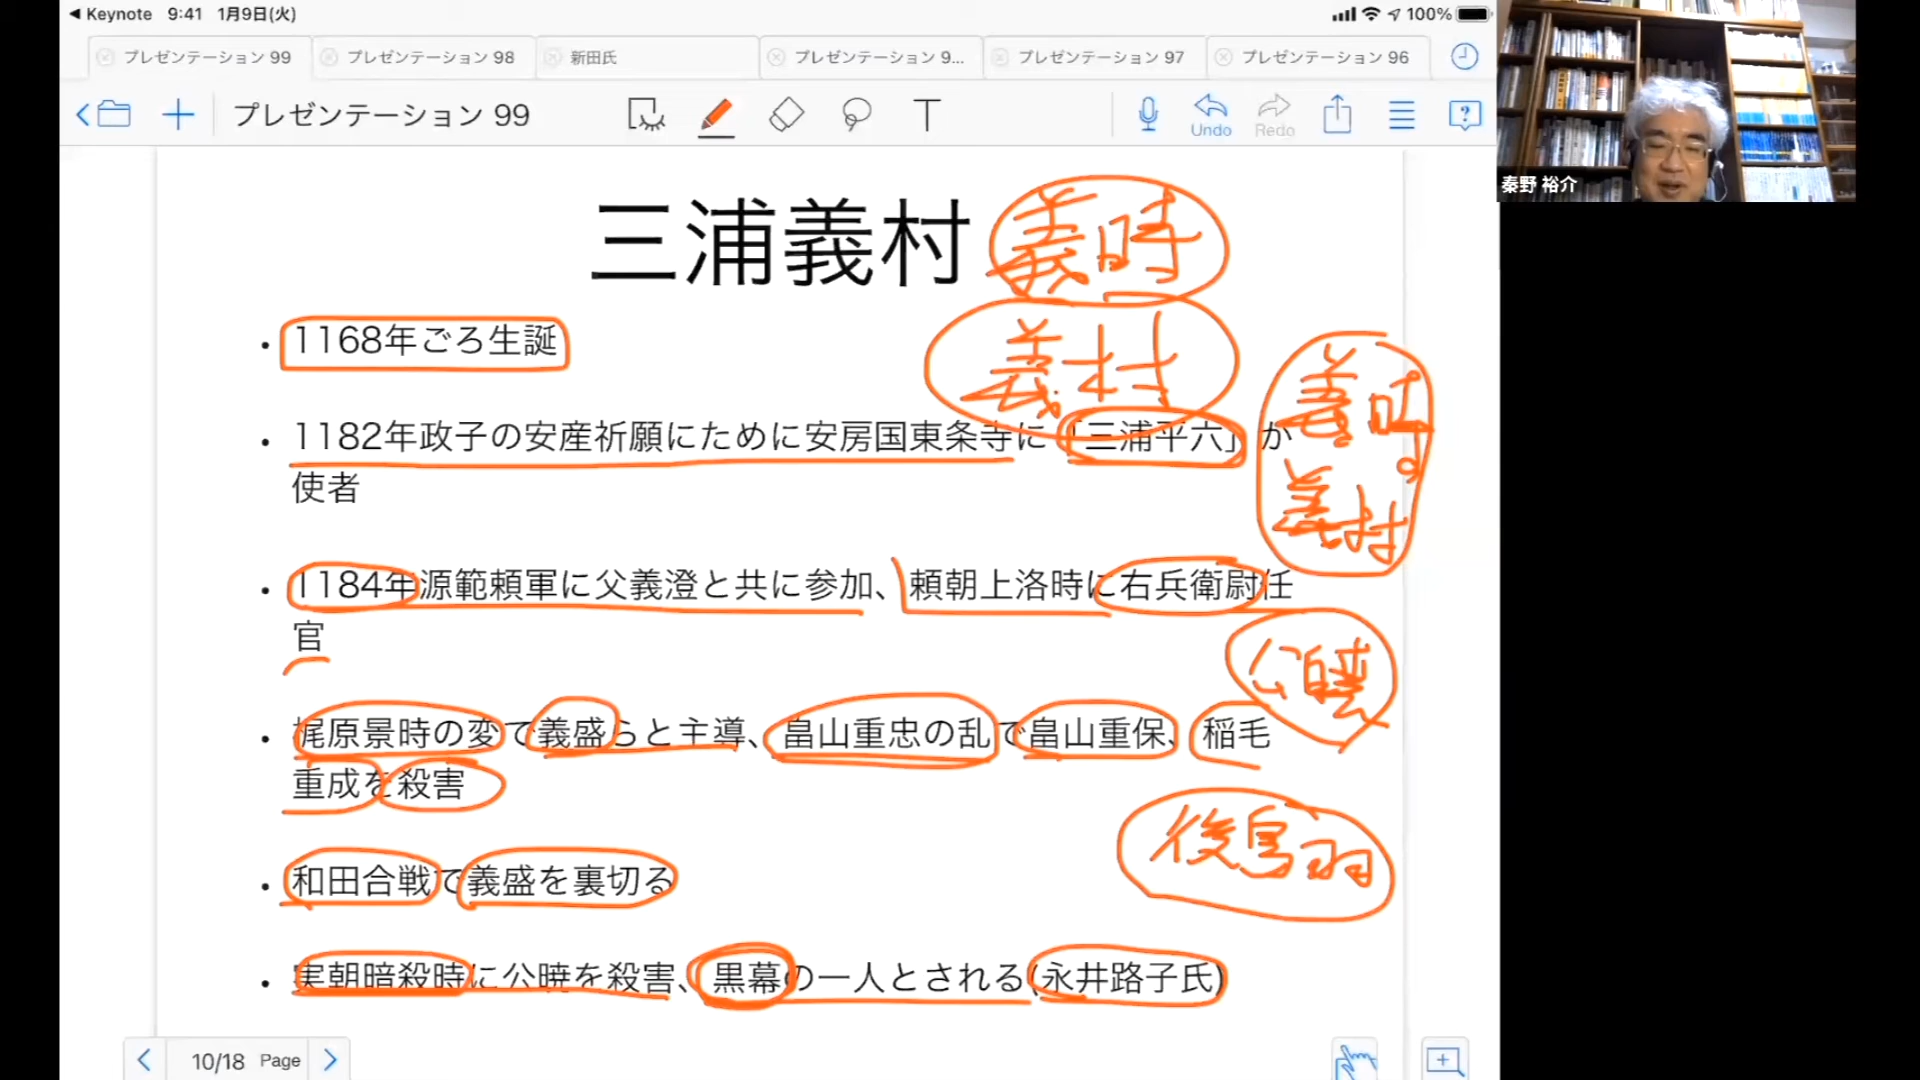 Keynote 9:41 1月9日(火) 100%
プレゼンテーション 99 プレゼンテーション 98 新田氏 プレゼンテーション 9... プレゼンテーション 97 プレゼンテーション 96
プレゼンテーション 99 T Undo Redo
秦野 裕介
三浦義村 義時
・1168年ごろ生誕
義村
・1182年政子の安産祈願にために安房国東条寺に「三浦平六」が
使者
義時
義村
・1184年源範頼軍に父義澄と共に参加、頼朝上洛時に右兵衛尉任
官
公暁
・梶原景時の変で義盛らと主導、畠山重忠の乱で畠山重保、稲毛
重成を殺害
後鳥羽
・和田合戦で義盛を裏切る
・実朝暗殺時に公暁を殺害、黒幕の一人とされる(永井路子氏)
10/18 Page